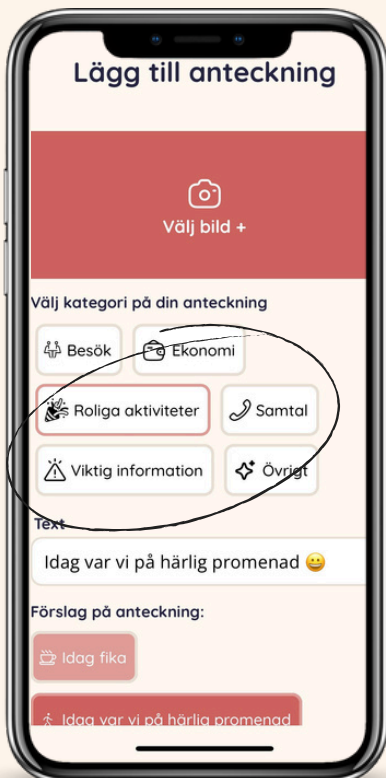 Lägg till anteckning
Välj bild +
Välj kategori på din anteckning
Besök Ekonomi
Roliga aktiviteter Samtal
Viktig information Övrigt
Text
Idag var vi på härlig promenad 😀
Förslag på anteckning:
Idag fika
Idag var vi på härlig promenad